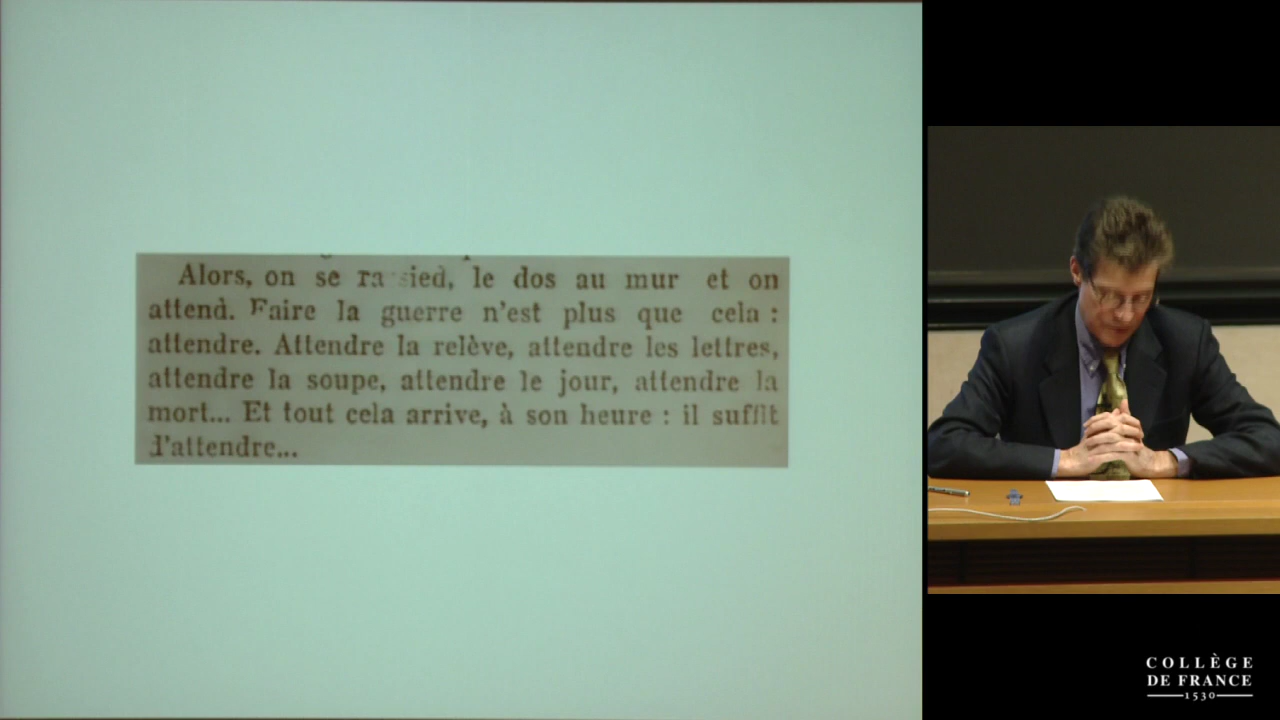 Alors, on se rassied, le dos au mur et on
attend. Faire la guerre n'est plus que cela :
attendre. Attendre la relève, attendre les lettres,
attendre la soupe, attendre le jour, attendre la
mort... Et tout cela arrive, à son heure : il suffit
d'attendre...
COLLÈGE
DE FRANCE
1530